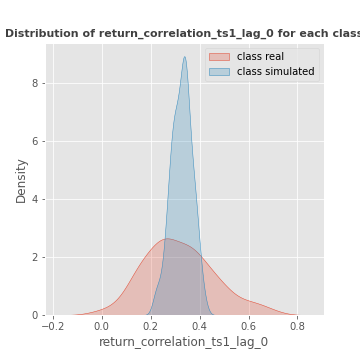 Distribution of return_correlation_ts1_lag_0 for each class
class real
class simulated
8
6
4
2
0
Density
−0.2 0.0 0.2 0.4 0.6 0.8
return_correlation_ts1_lag_0